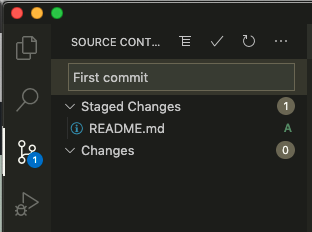 SOURCE CONT...
First commit
Staged Changes 1
README.md A
1
Changes 0